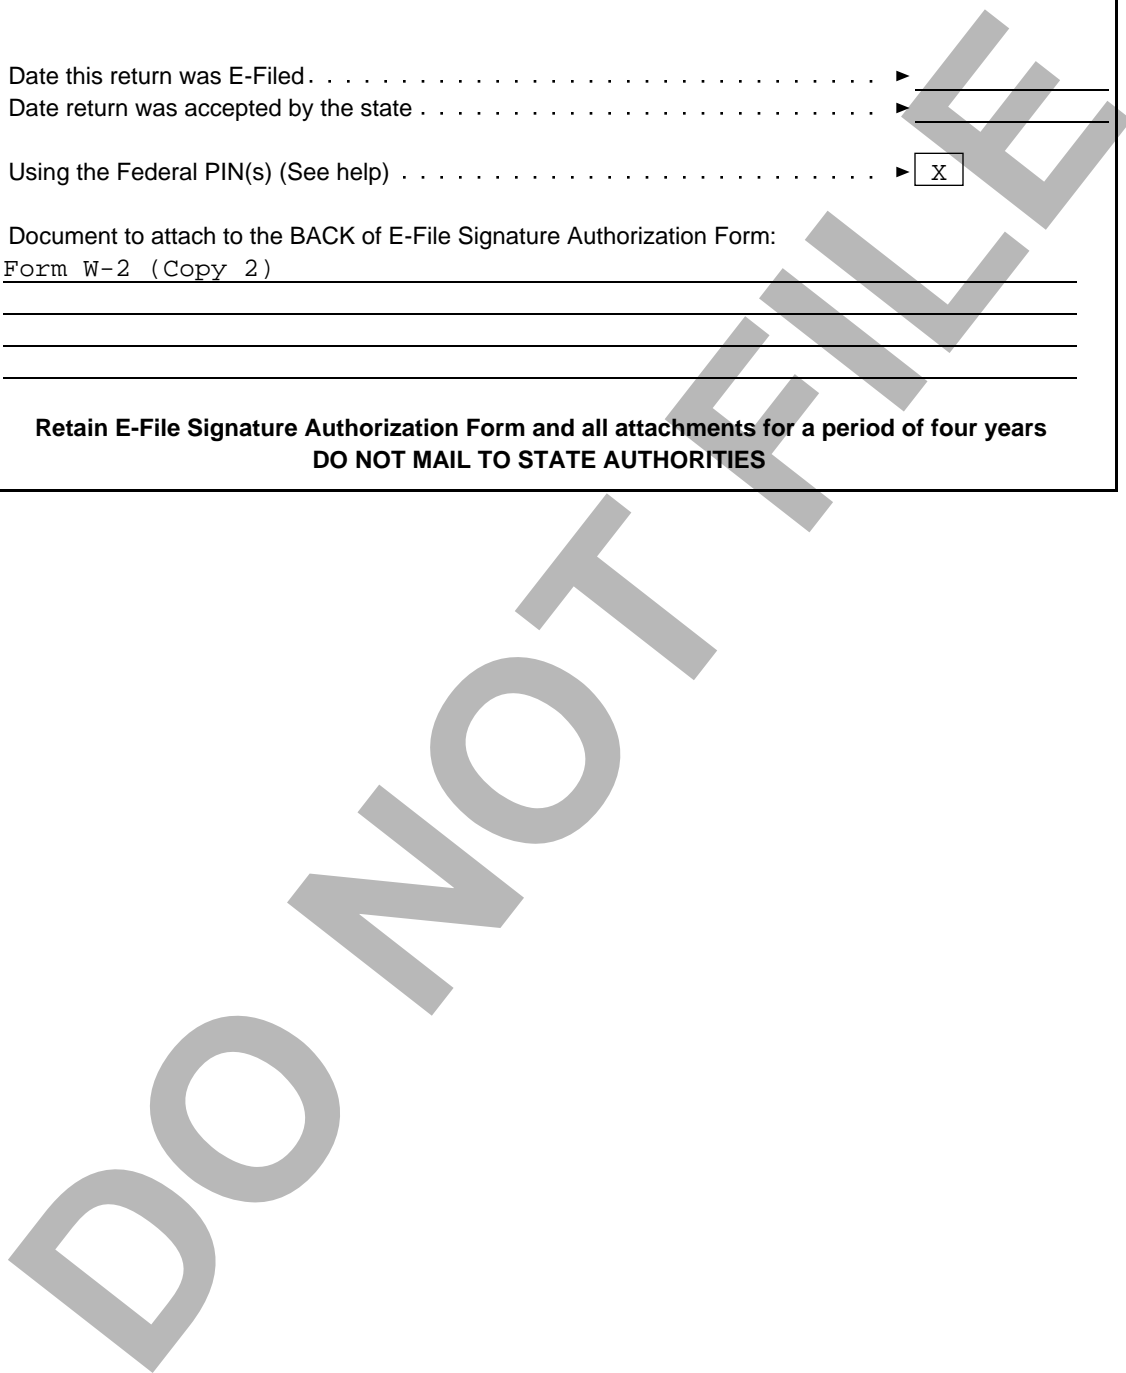 Date this return was E-Filed . . . . . . . . . . . . . . . . . . . . . . . . . . . . . . . ►
Date return was accepted by the state . . . . . . . . . . . . . . . . . . . . . . . . . ►
Using the Federal PIN(s) (See help) . . . . . . . . . . . . . . . . . . . . . . . . . . ► X
Document to attach to the BACK of E-File Signature Authorization Form:
Form W-2 (Copy 2)
Retain E-File Signature Authorization Form and all attachments for a period of four years
DO NOT MAIL TO STATE AUTHORITIES
DO NOT FILE